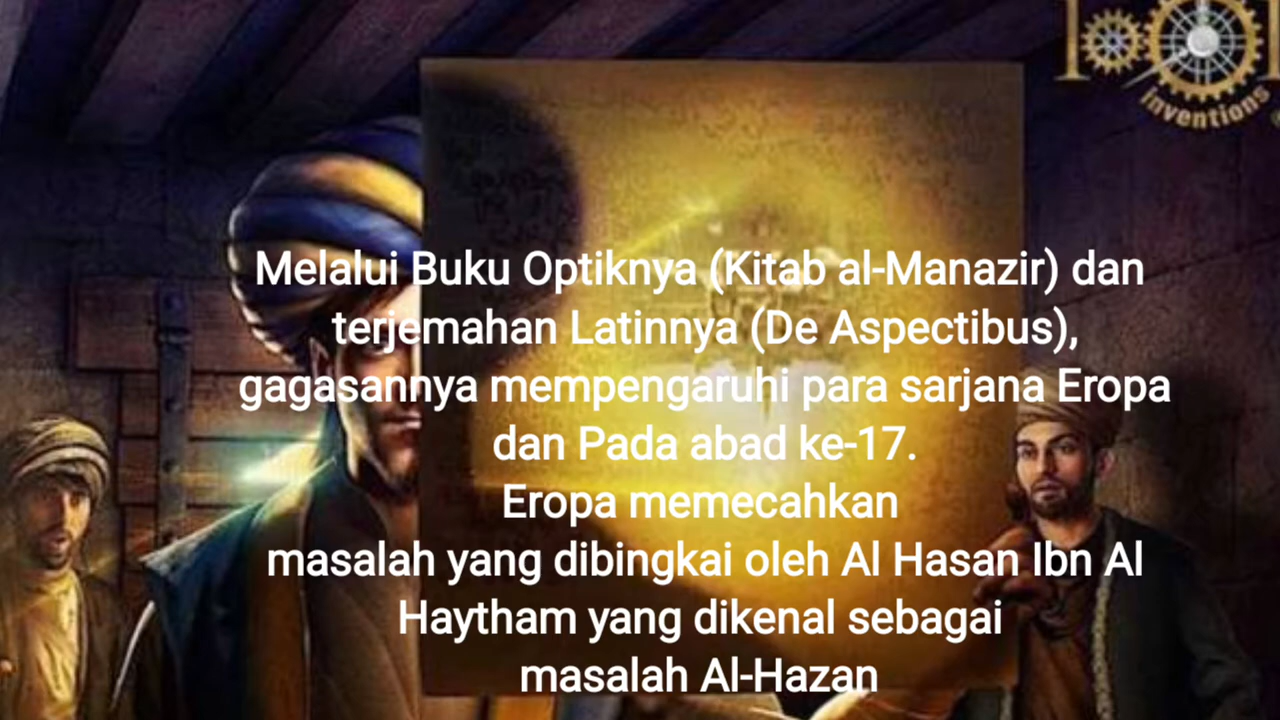 1001
inventions
Melalui Buku Optiknya (Kitab al-Manazir) dan
terjemahan Latinnya (De Aspectibus),
gagasannya mempengaruhi para sarjana Eropa
dan Pada abad ke-17.
Eropa memecahkan
masalah yang dibingkai oleh Al Hasan Ibn Al
Haytham yang dikenal sebagai
masalah Al-Hazan